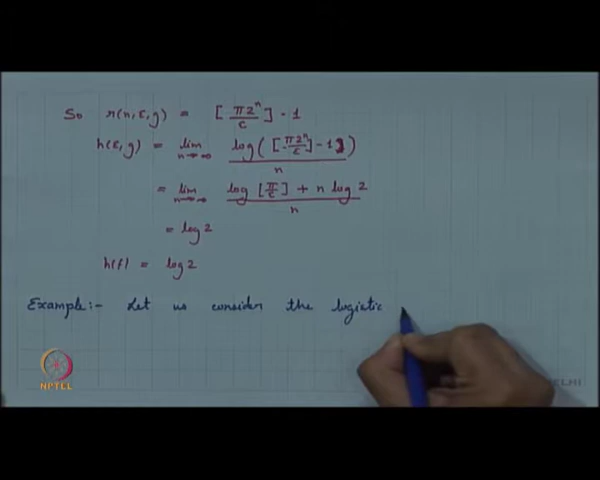 So r(n,ε,g) = [π2ⁿ/ε] - 1
h(ε,g) = lim n→∞ log([π2ⁿ/ε] - 1) / n
= lim n→∞ log [π/ε] + n log 2 / n
= log 2
h(f) = log 2
Example:- Let us consider the logistic
NPTEL
ELHI